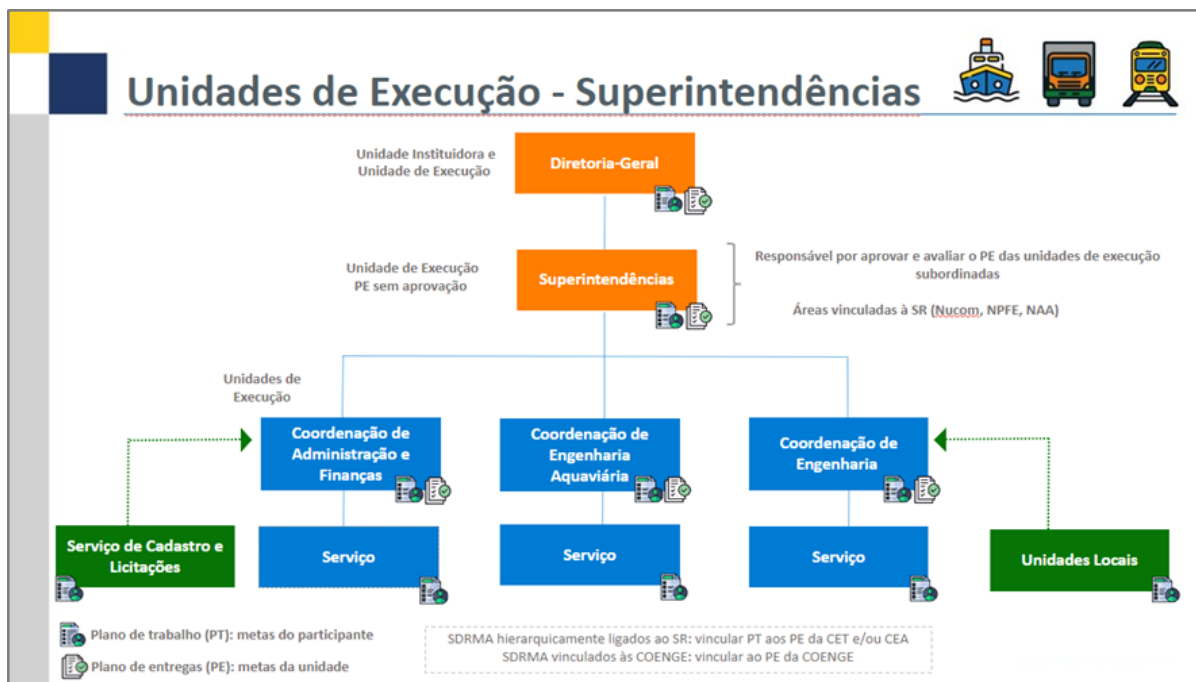 Unidades de Execução - Superintendências
Unidade Instituidora e
Unidade de Execução
Diretoria-Geral
Unidade de Execução
PE sem aprovação
Superintendências
Responsável por aprovar e avaliar o PE das unidades de execução
subordinadas
Áreas vinculadas à SR (Nucom, NPFE, NAA)
Unidades de
Execução
Coordenação de
Administração e
Finanças
Coordenação de
Engenharia
Aquaviária
Coordenação de
Engenharia
Serviço de Cadastro e
Licitações
Serviço
Serviço
Serviço
Unidades Locais
Plano de trabalho (PT): metas do participante
Plano de entregas (PE): metas da unidade
SDRMA hierarquicamente ligados ao SR: vincular PT aos PE da CET e/ou CEA
SDRMA vinculados às COENGE: vincular ao PE da COENGE